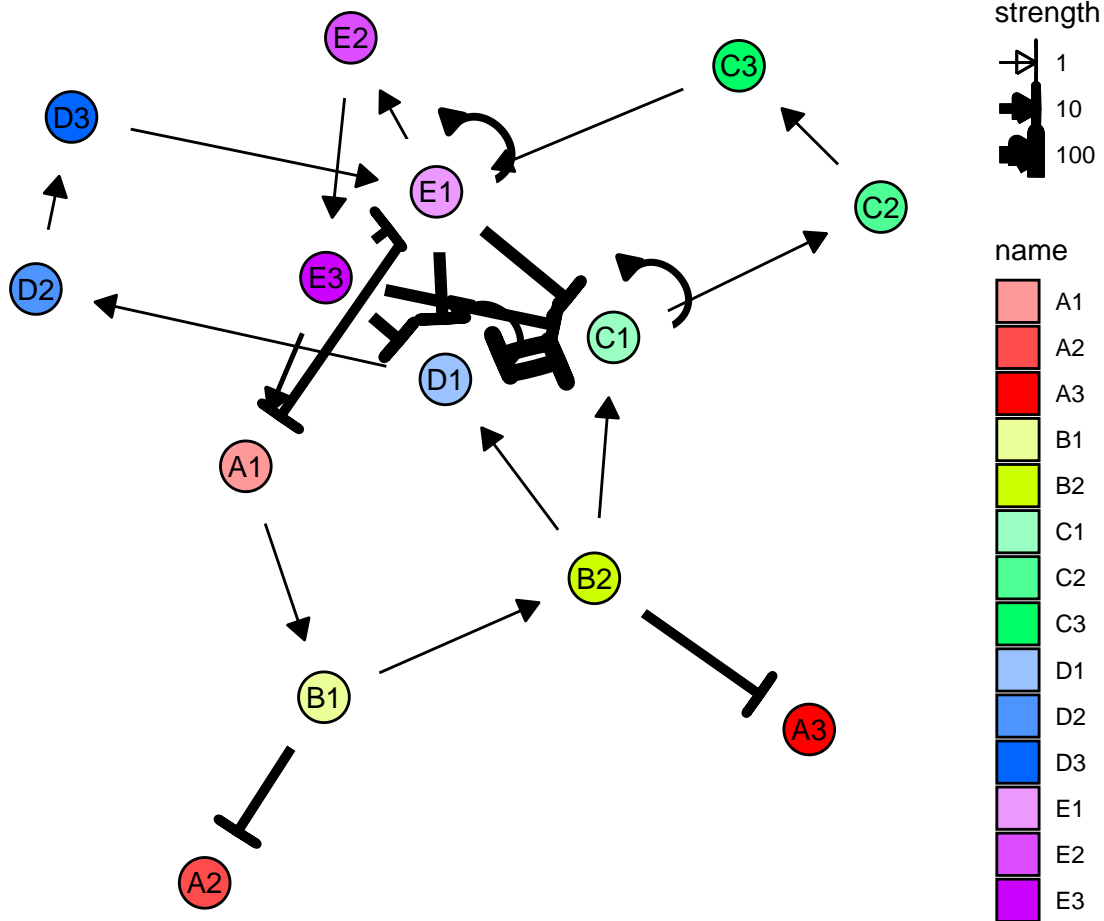 E2
C3
D3
E1
C2
E3
D2
C1
D1
A1
B2
B1
A3
A2
strength
1
10
100
name
A1
A2
A3
B1
B2
C1
C2
C3
D1
D2
D3
E1
E2
E3